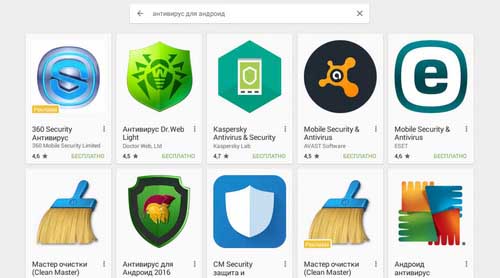 антивирус для андроид
Реклама
360 Security
Антивирус
360 Mobile Security Limited
4,6 ★ БЕСПЛАТНО
Антивирус Dr.Web
Light
Doctor Web, Ltd
4,5 ★ БЕСПЛАТНО
Kaspersky
Antivirus & Security
Kaspersky Lab
4,7 ★ БЕСПЛАТНО
Mobile Security &
Antivirus
AVAST Software
4,5 ★ БЕСПЛАТНО
Mobile Security &
Antivirus
ESET
4,6 ★ БЕСПЛАТНО
Мастер очистки
(Clean Master)
Антивирус для
Андроид 2016
CM Security
защита и
Реклама
Мастер очистки
(Clean Master)
Андроид
антивирус